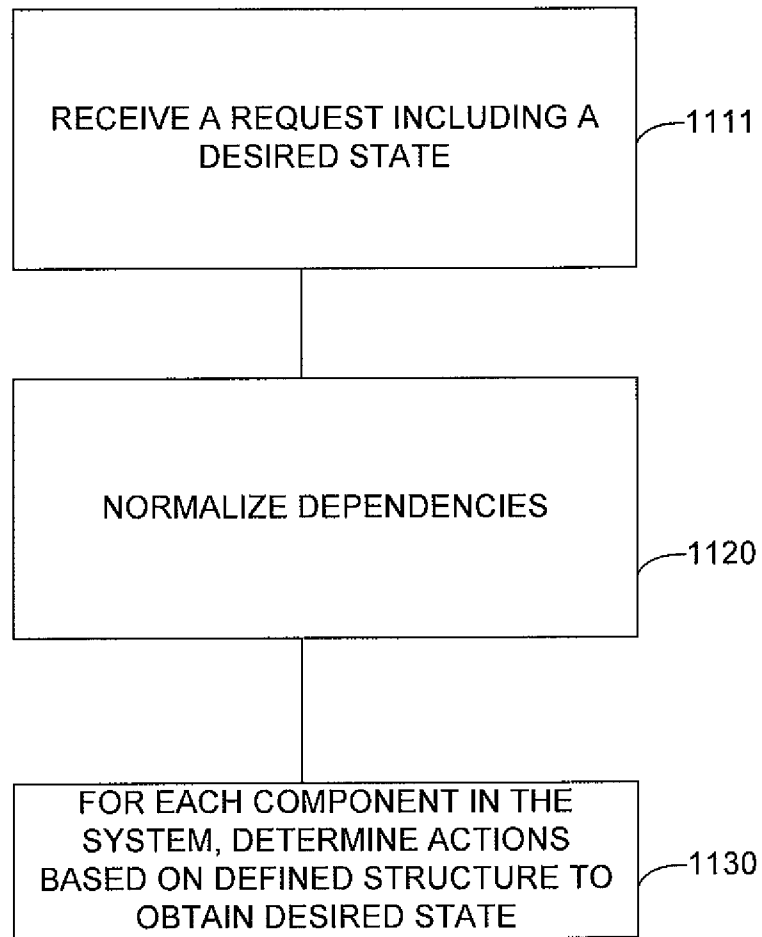 RECEIVE A REQUEST INCLUDING A
DESIRED STATE
1111
NORMALIZE DEPENDENCIES
1120
FOR EACH COMPONENT IN THE
SYSTEM, DETERMINE ACTIONS
BASED ON DEFINED STRUCTURE TO
OBTAIN DESIRED STATE
1130